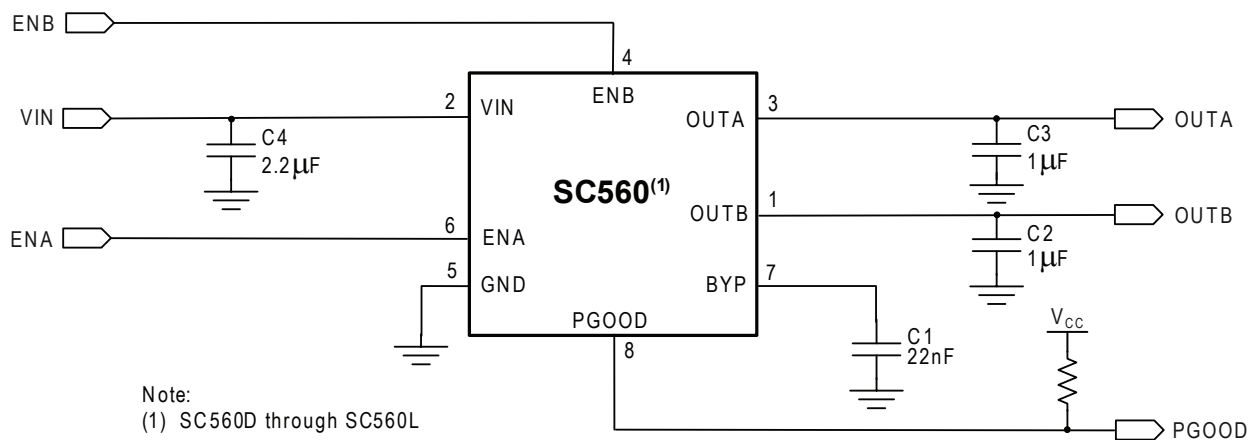 ENB
4
VIN
2
VIN
ENB
OUTA
3
OUTA
C4
2.2μF
C3
1μF
SC560(1)
OUTB
1
OUTB
ENA
6
ENA
C2
1μF
5
GND
BYP
7
PGOOD
8
C1
22nF
VCC
Note:
(1) SC560D through SC560L
PGOOD